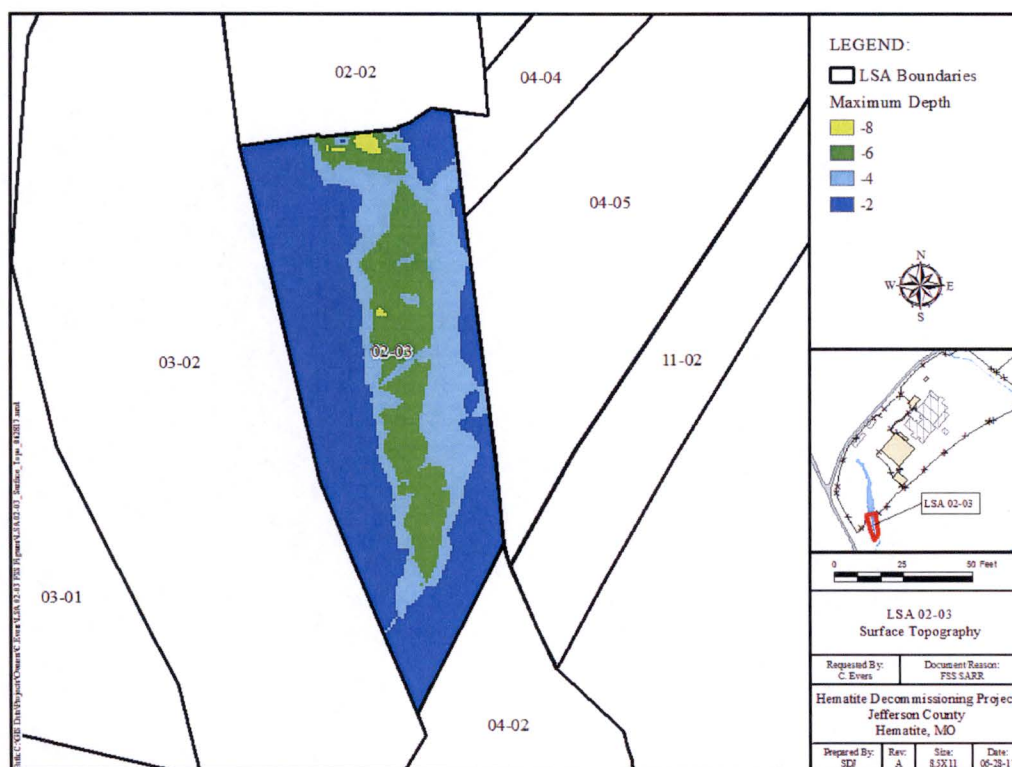 02-02
04-04
04-05
03-02
02-03
11-02
03-01
04-02
LEGEND:
LSA Boundaries
Maximum Depth
-8
-6
-4
-2
N
W E
S
LSA 02-03
0 25 50 Feet
LSA 02-03
Surface Topography
Requested By:
C. Evers
Document Reason:
FSS SARR
Hematite Decommissioning Projec
Jefferson County
Hematite, MO
Prepared By:
SDJ
Rev:
A
Size:
8.5X11
Date:
06-28-1